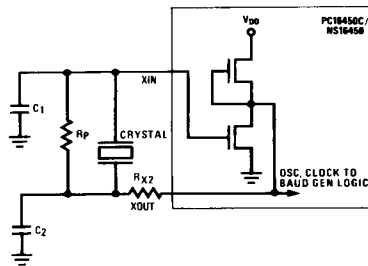 VDD
PC16450C/
NS16450
XIN
C1
RP
CRYSTAL
RX2
XOUT
OSC. CLOCK TO
BAUD GEN LOGIC
C2